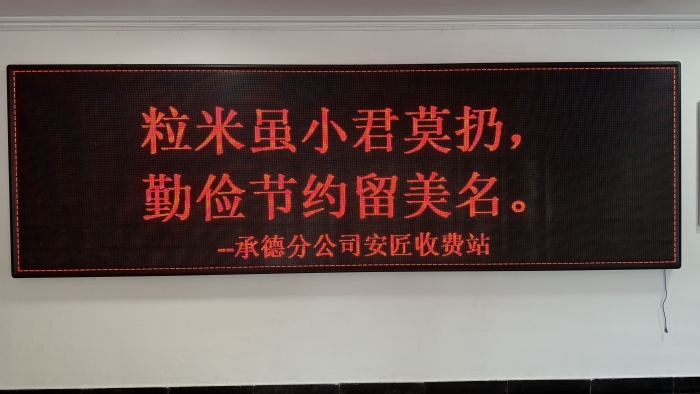 粒米虽小君莫扔，
勤俭节约留美名。
---承德分公司安匠收费站